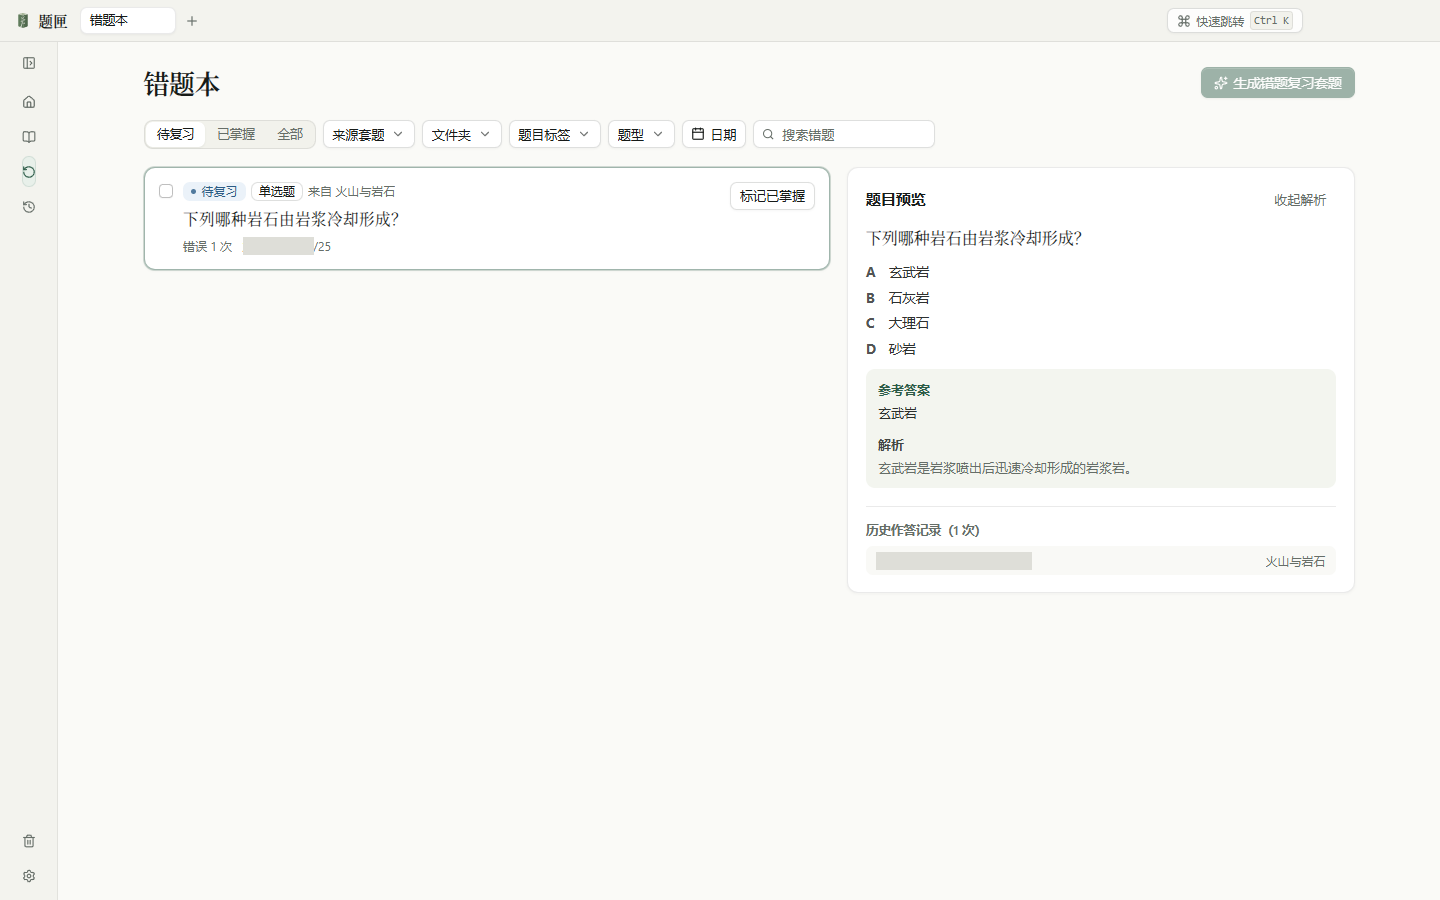 题匣
错题本
快速跳转 Ctrl K
错题本
生成错题复习套题
待复习 已掌握 全部 来源套题 文件夹 题目标签 题型 日期 搜索错题
待复习 单选题 来自 火山与岩石
标记已掌握
下列哪种岩石由岩浆冷却形成？
错误 1 次 /25
题目预览
收起解析
下列哪种岩石由岩浆冷却形成？
A 玄武岩
B 石灰岩
C 大理石
D 砂岩
参考答案
玄武岩
解析
玄武岩是岩浆喷出后迅速冷却形成的岩浆岩。
历史作答记录（1 次）
火山与岩石